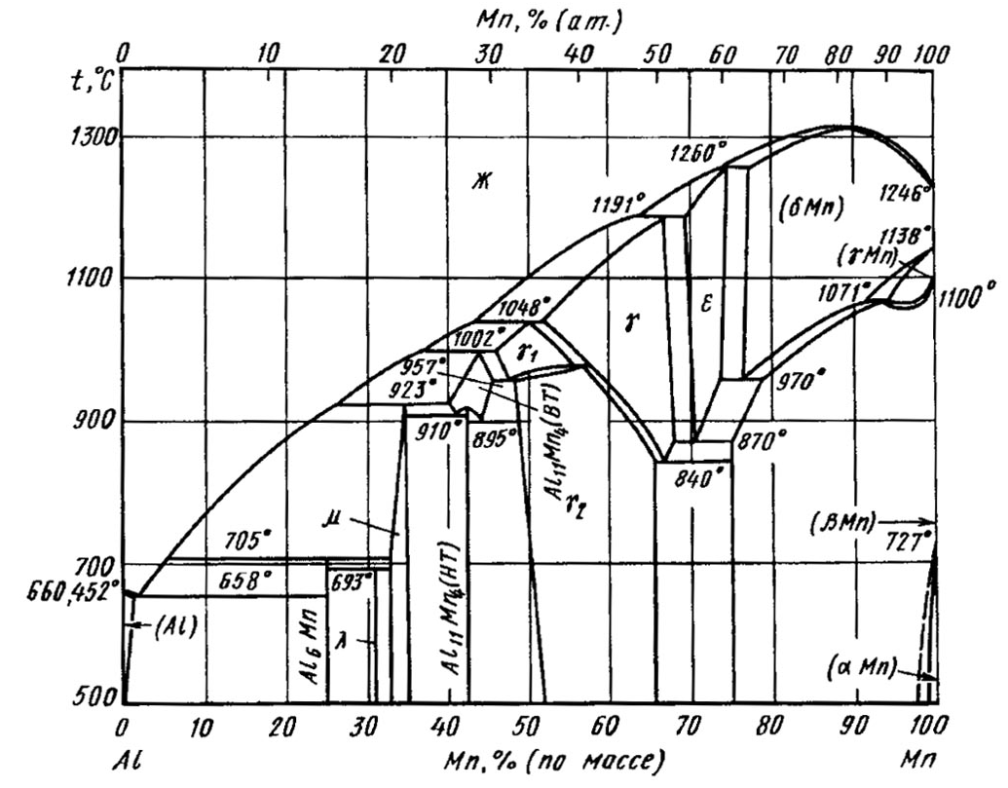 Mn, % (ат.)
0 10 20 30 40 50 60 70 80 90 100
t, °C
1300
1100
900
700
660,452°
500
Ж
1260°
1191°
(δMn)
1246°
1138°
(γMn)
1071°
1100°
1048°
1002°
957°
923°
γ
ε
γ₁
910°
895°
970°
870°
840°
Al₁₁Mn₄(ВТ)
γ₂
μ
705°
658°
693°
(βMn)
727°
(Al)
Al₆Mn
λ
Al₁₁Mn₄(НТ)
(αMn)
0 10 20 30 40 50 60 70 80 90 100
Al Mn, % (по массе) Mn